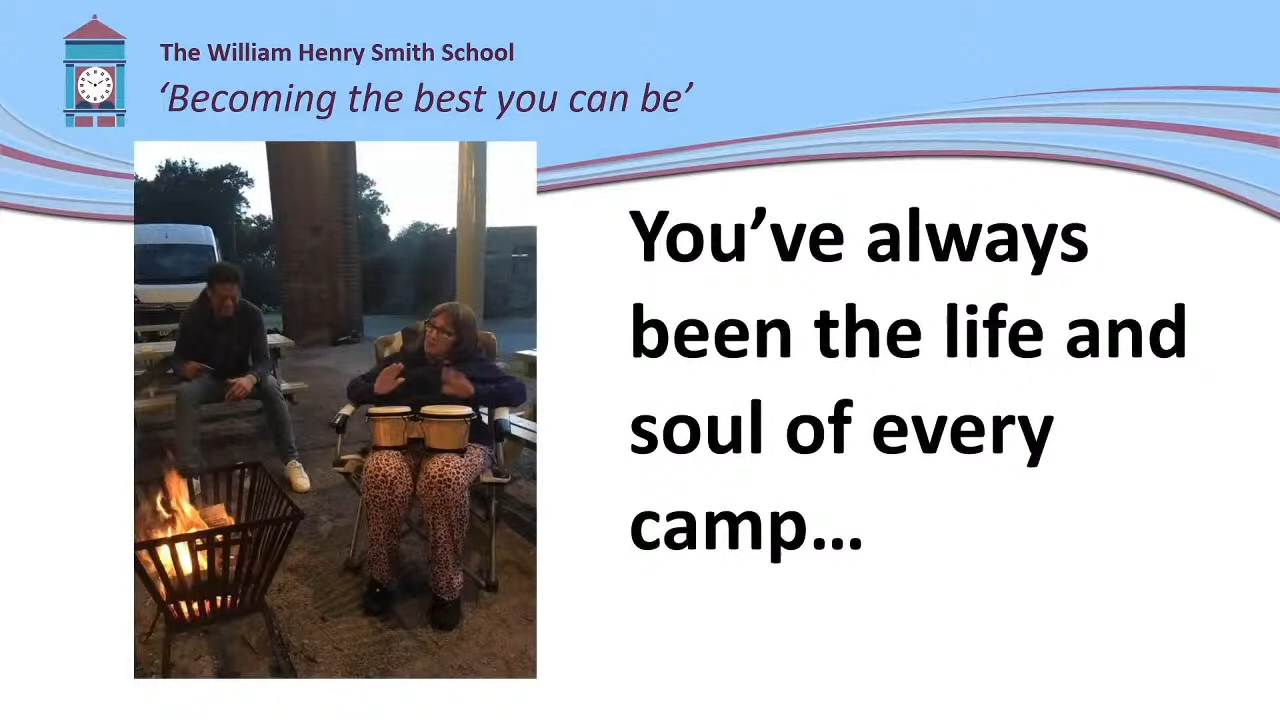 The William Henry Smith School
‘Becoming the best you can be’
You’ve always
been the life and
soul of every
camp…